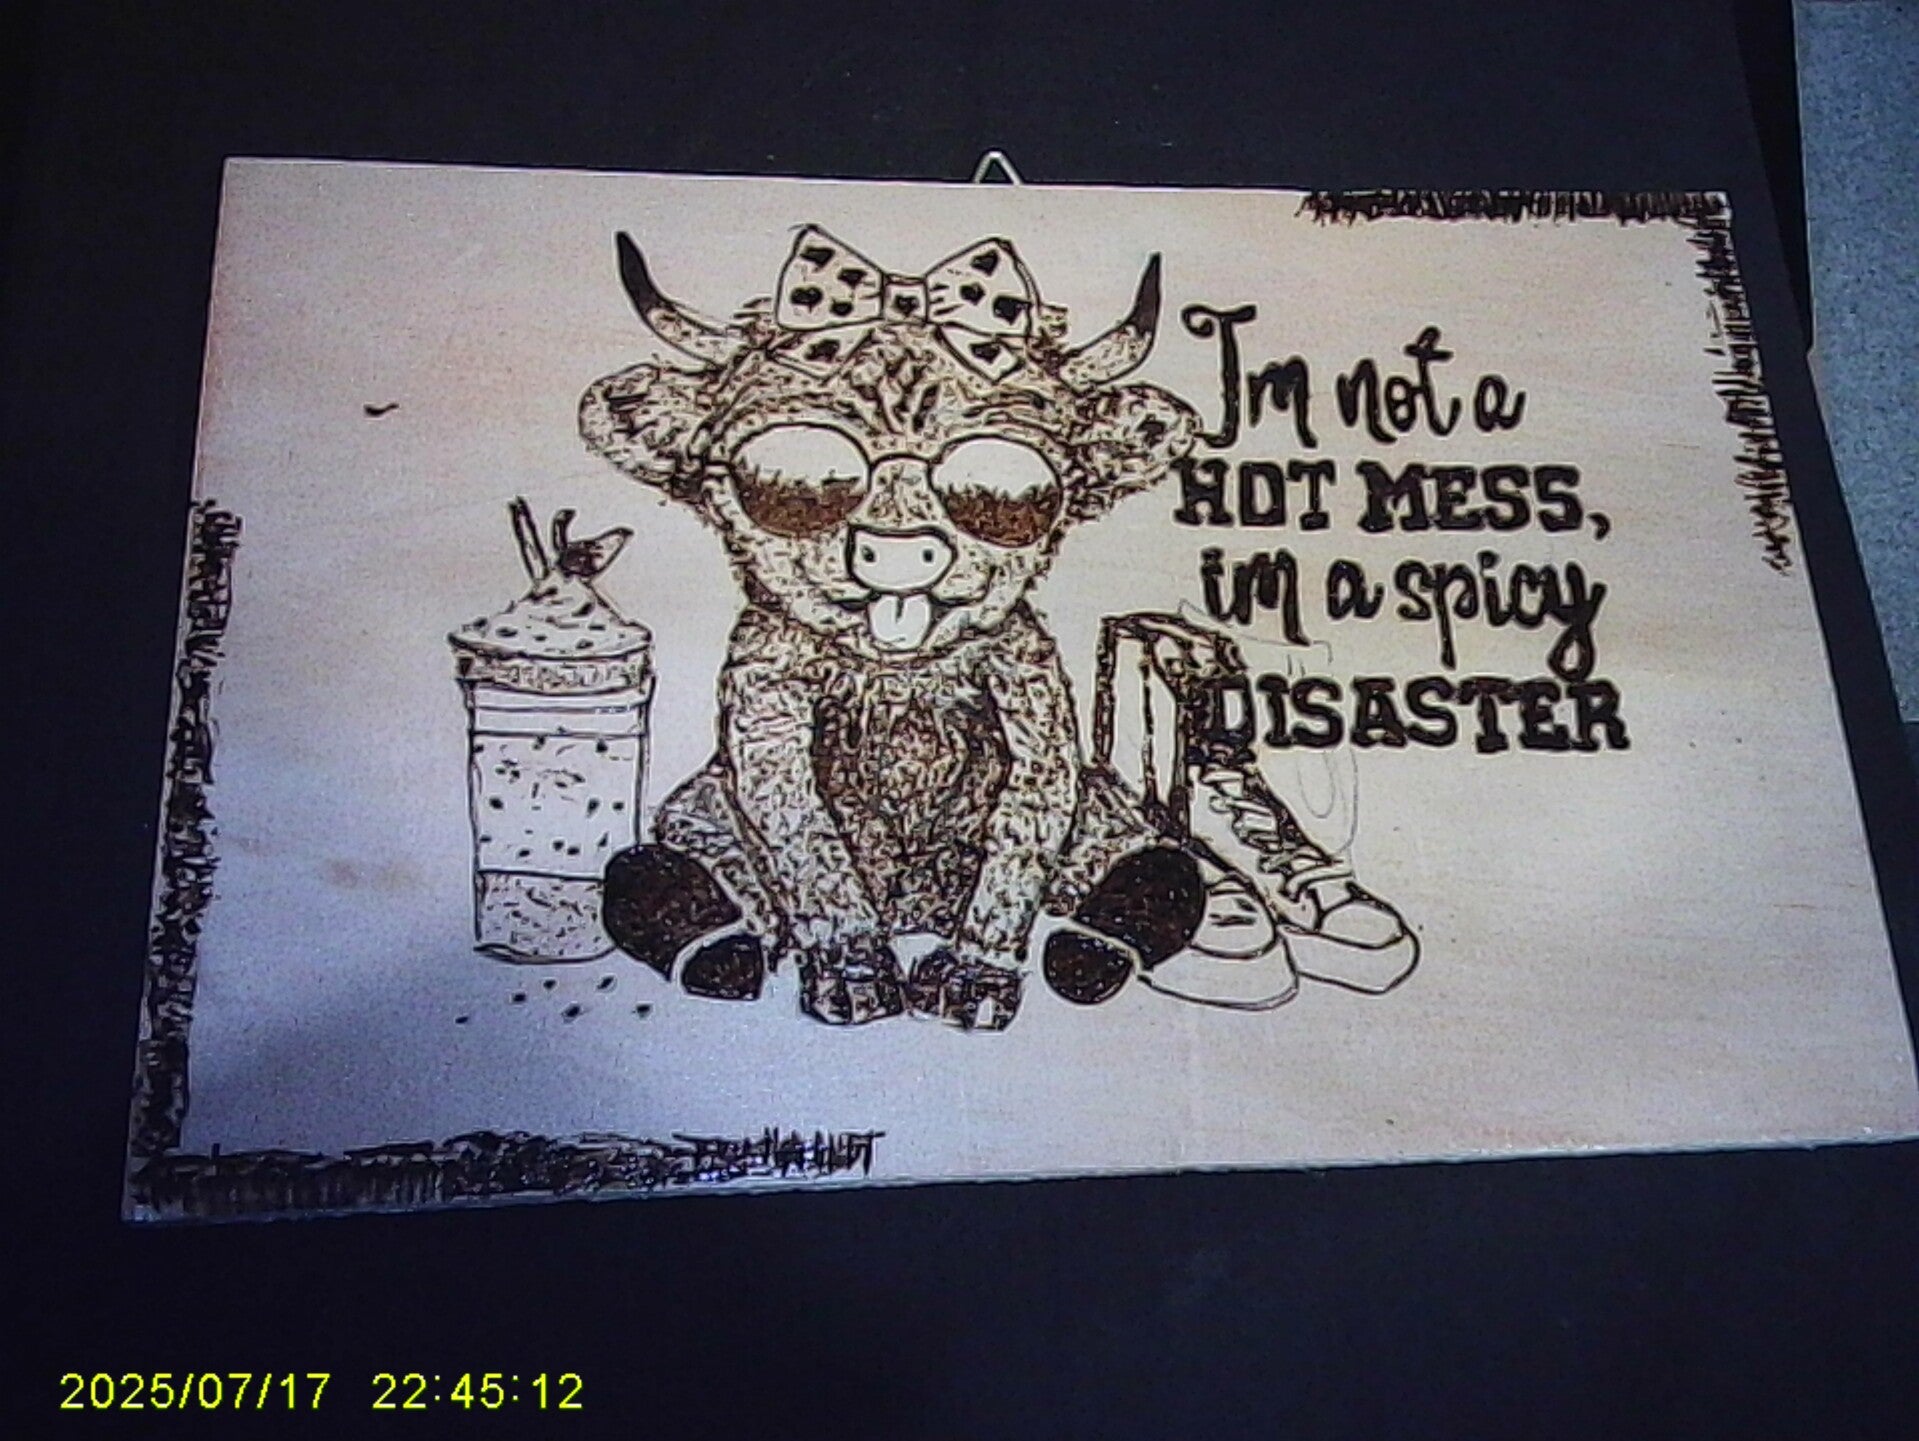 I'm not a
HOT MESS,
im a spicy
DISASTER
2025/07/17 22:45:12